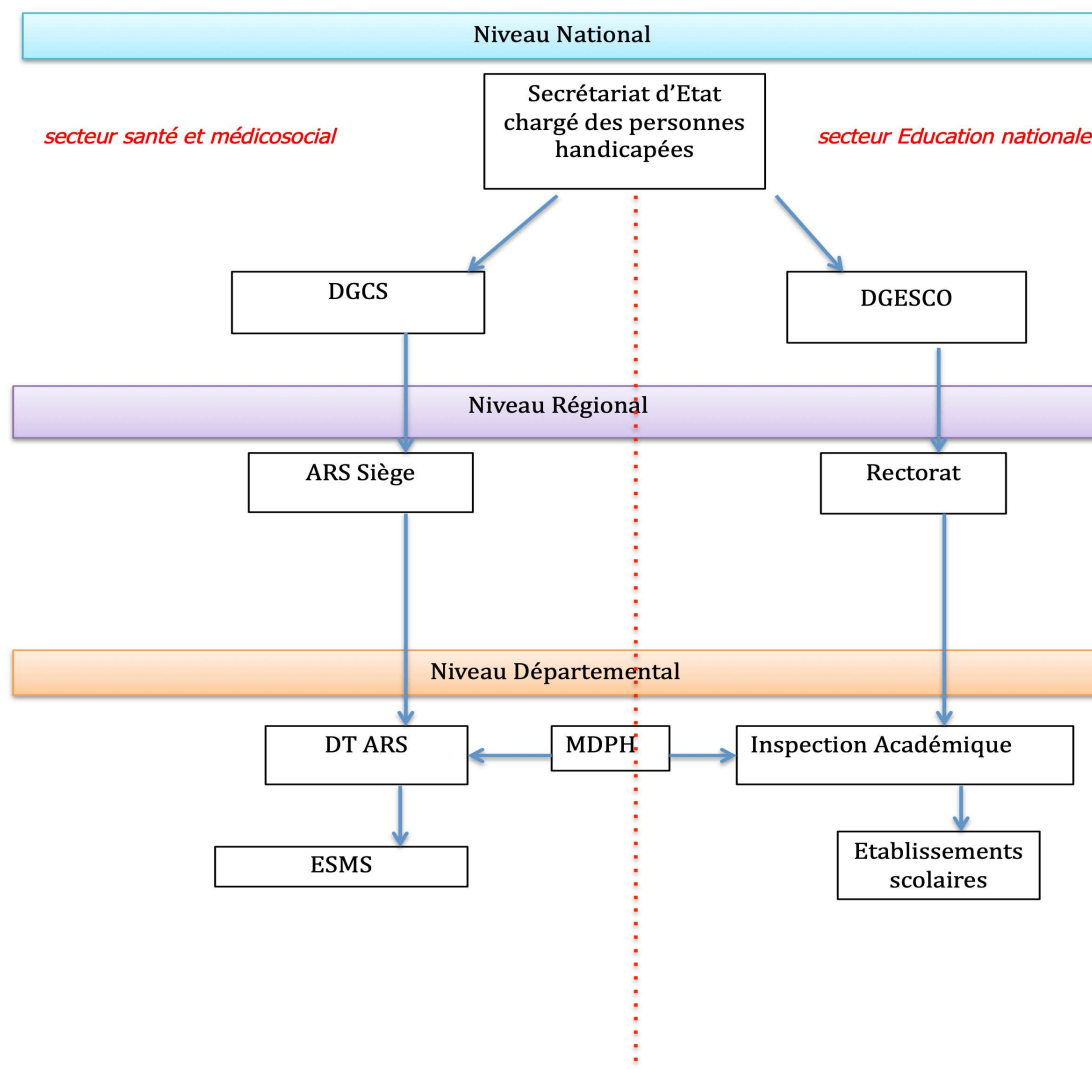 Niveau National
Secrétariat d’Etat
chargé des personnes
handicapées
secteur santé et médicosocial
secteur Education nationale
DGCS
DGESCO
Niveau Régional
ARS Siège
Rectorat
Niveau Départemental
DT ARS
MDPH
Inspection Académique
ESMS
Etablissements
scolaires